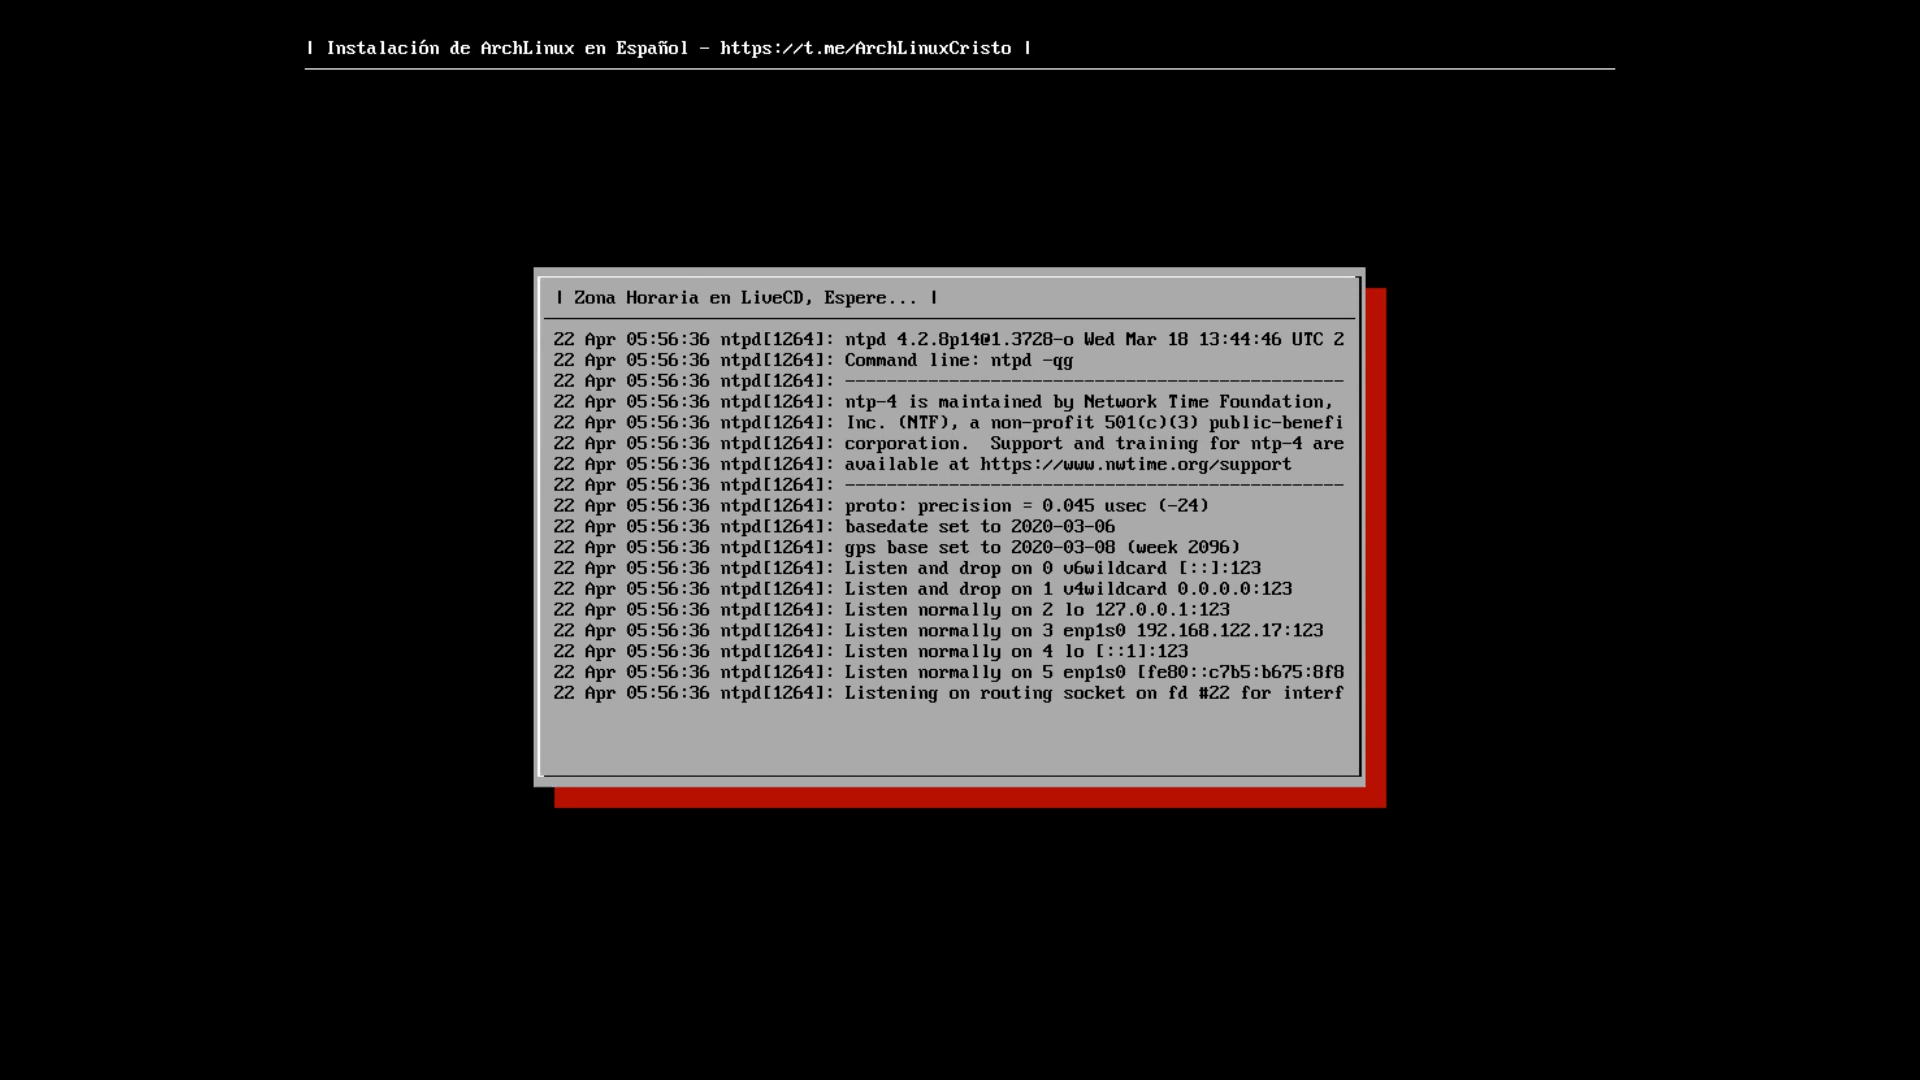 | Instalación de ArchLinux en Español - https://t.me/ArchLinuxCristo |
| Zona Horaria en LiveCD, Espere... |
22 Apr 05:56:36 ntpd[1264]: ntpd 4.2.8p14@1.3728-o Wed Mar 18 13:44:46 UTC 2
22 Apr 05:56:36 ntpd[1264]: Command line: ntpd -qg
22 Apr 05:56:36 ntpd[1264]: ------------------------------------------------
22 Apr 05:56:36 ntpd[1264]: ntp-4 is maintained by Network Time Foundation,
22 Apr 05:56:36 ntpd[1264]: Inc. (NTF), a non-profit 501(c)(3) public-benefi
22 Apr 05:56:36 ntpd[1264]: corporation.  Support and training for ntp-4 are
22 Apr 05:56:36 ntpd[1264]: available at https://www.nwtime.org/support
22 Apr 05:56:36 ntpd[1264]: ------------------------------------------------
22 Apr 05:56:36 ntpd[1264]: proto: precision = 0.045 usec (-24)
22 Apr 05:56:36 ntpd[1264]: basedate set to 2020-03-06
22 Apr 05:56:36 ntpd[1264]: gps base set to 2020-03-08 (week 2096)
22 Apr 05:56:36 ntpd[1264]: Listen and drop on 0 v6wildcard [::]:123
22 Apr 05:56:36 ntpd[1264]: Listen and drop on 1 v4wildcard 0.0.0.0:123
22 Apr 05:56:36 ntpd[1264]: Listen normally on 2 lo 127.0.0.1:123
22 Apr 05:56:36 ntpd[1264]: Listen normally on 3 enp1s0 192.168.122.17:123
22 Apr 05:56:36 ntpd[1264]: Listen normally on 4 lo [::1]:123
22 Apr 05:56:36 ntpd[1264]: Listen normally on 5 enp1s0 [fe80::c7b5:b675:8f8
22 Apr 05:56:36 ntpd[1264]: Listening on routing socket on fd #22 for interf